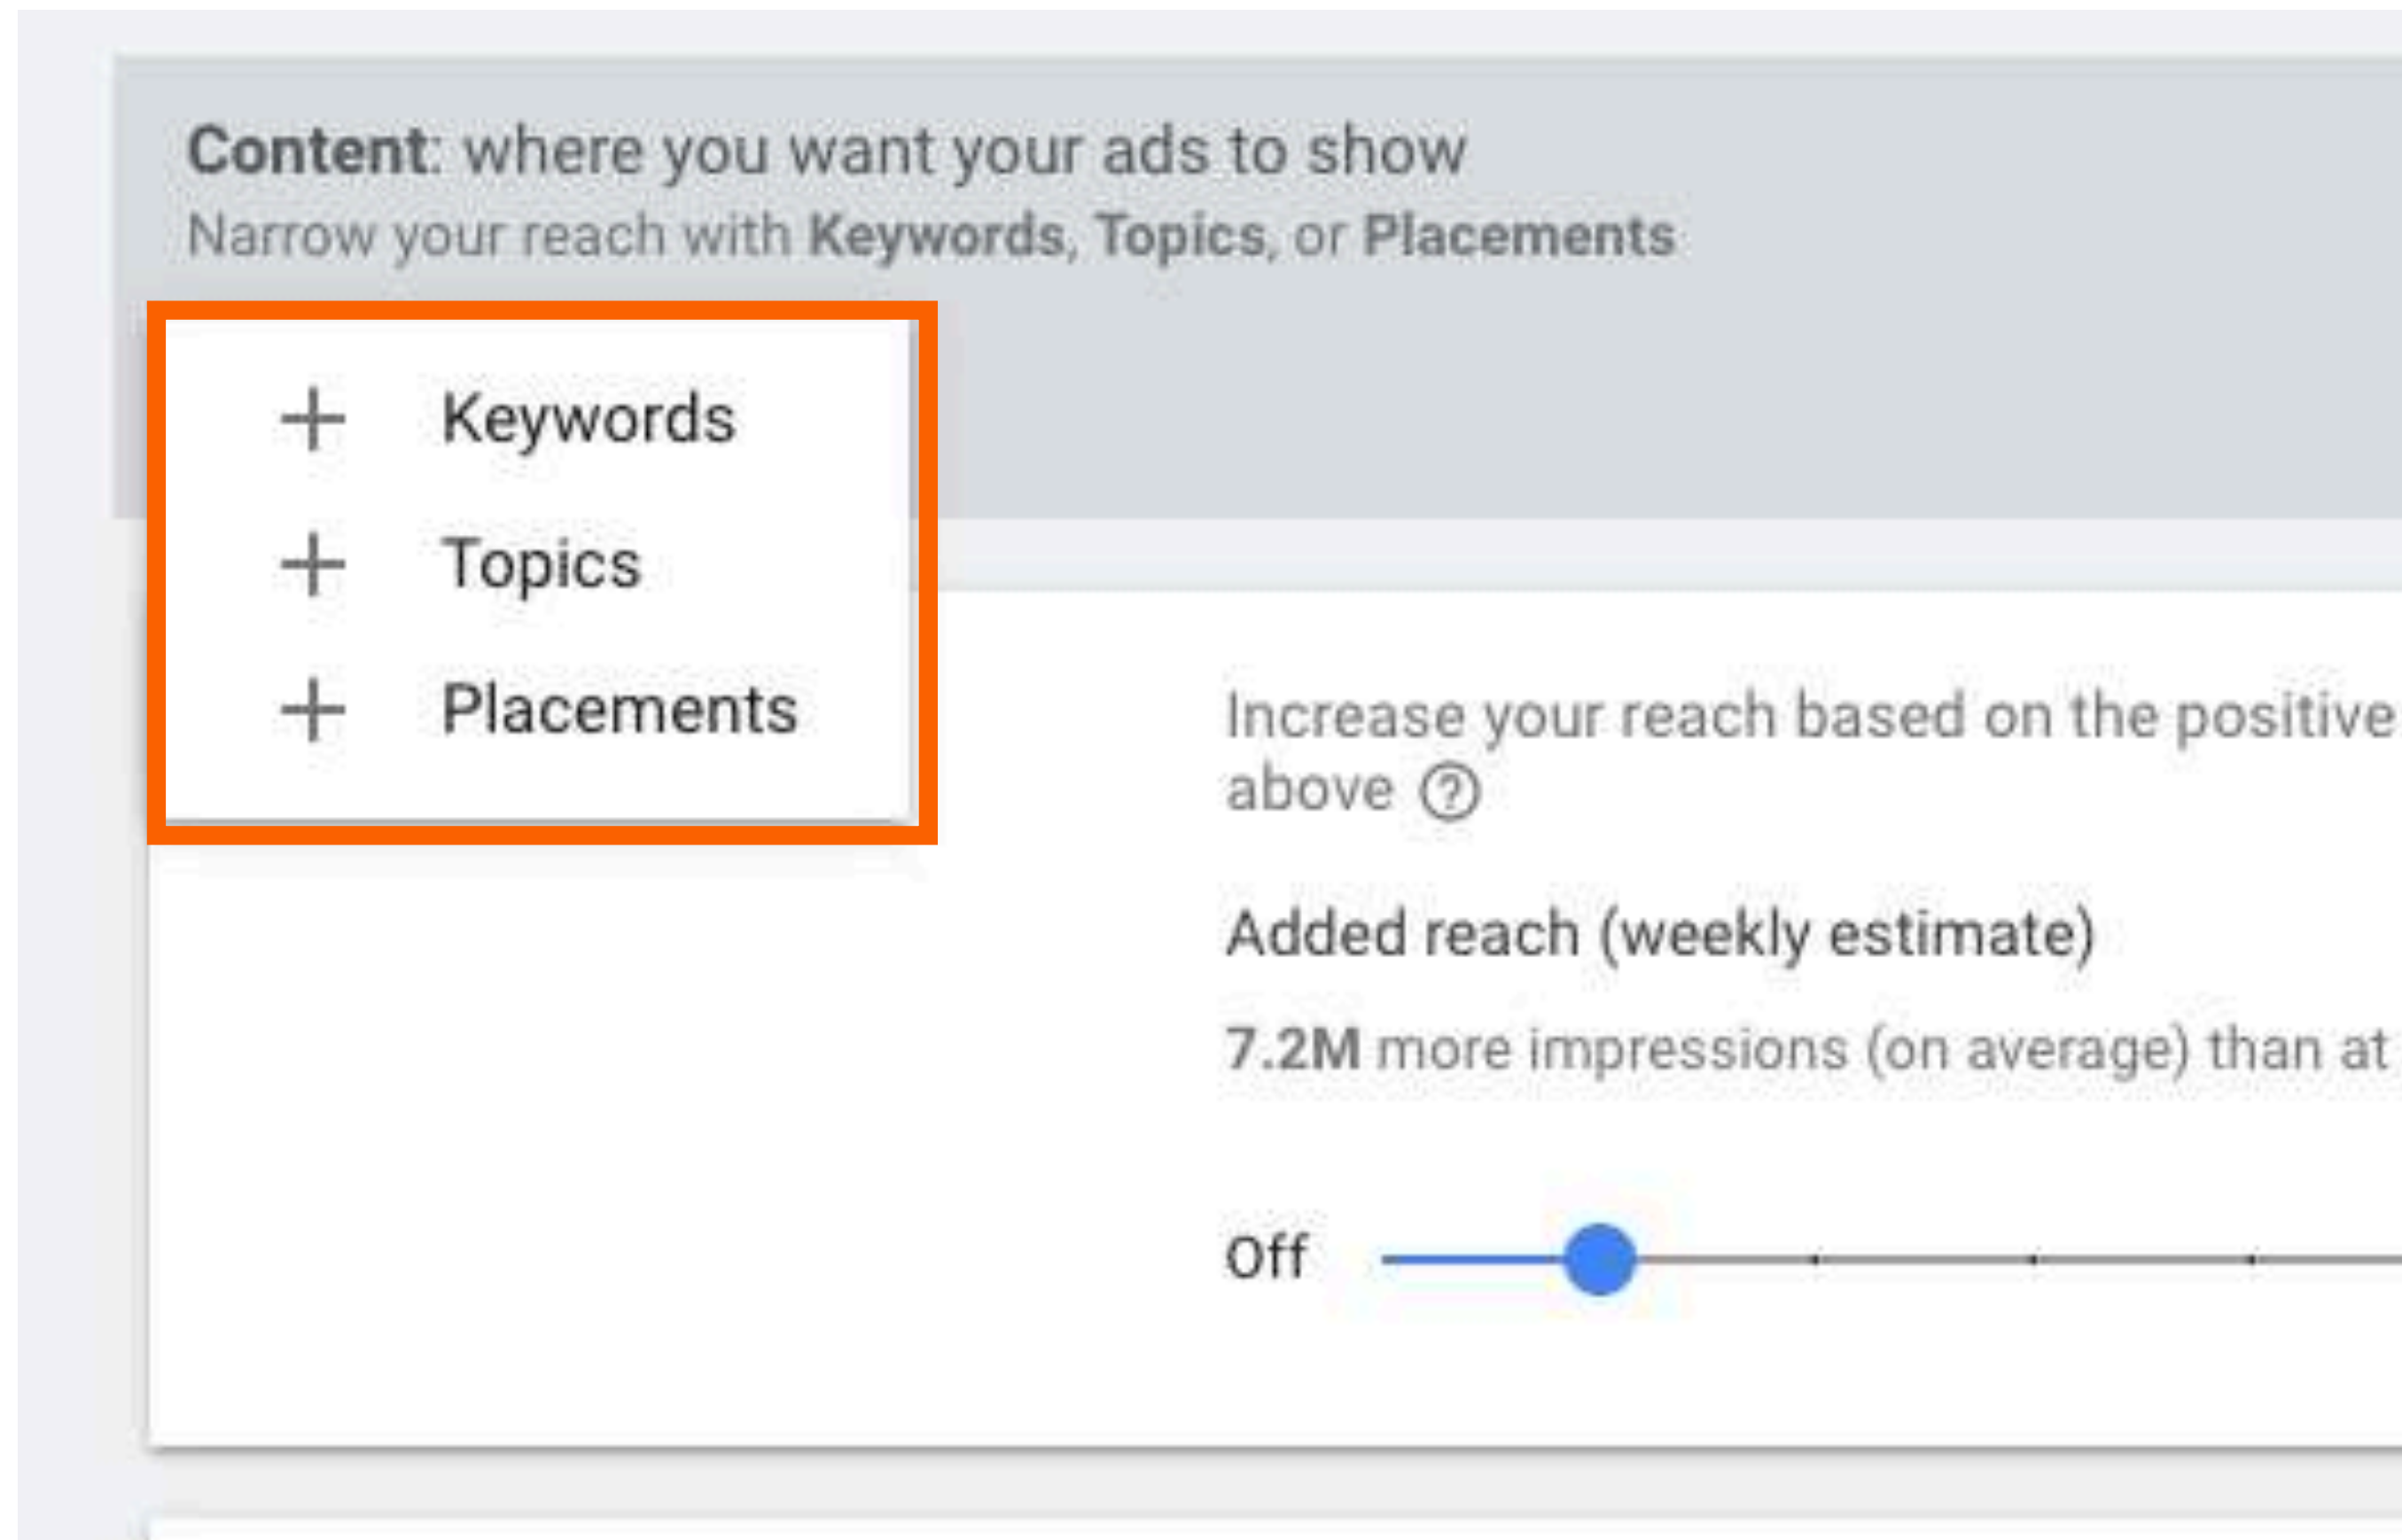 Content: where you want your ads to show
Narrow your reach with Keywords, Topics, or Placements
+ Keywords
+ Topics
+ Placements
Increase your reach based on the positive
above ?
Added reach (weekly estimate)
7.2M more impressions (on average) than at
Off